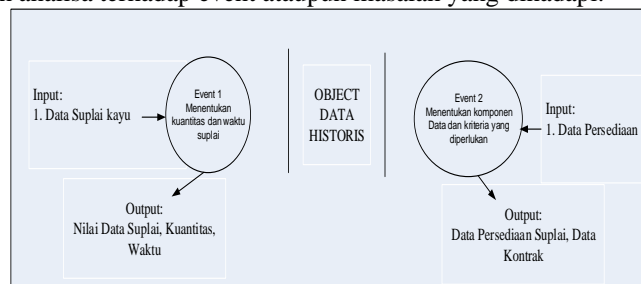 n analisa terhadap event ataupun masalah yang dihadapi.
Input:
1. Data Suplai kayu
Event 1
Menentukan
kuantitas dan waktu
suplai
Output:
Nilai Data Suplai, Kuantitas,
Waktu
OBJECT
DATA
HISTORIS
Event 2
Menentukan komponen
Data dan kriteria yang
diperlukan
Input:
1. Data Persediaan
Output:
Data Persediaan Suplai, Data
Kontrak